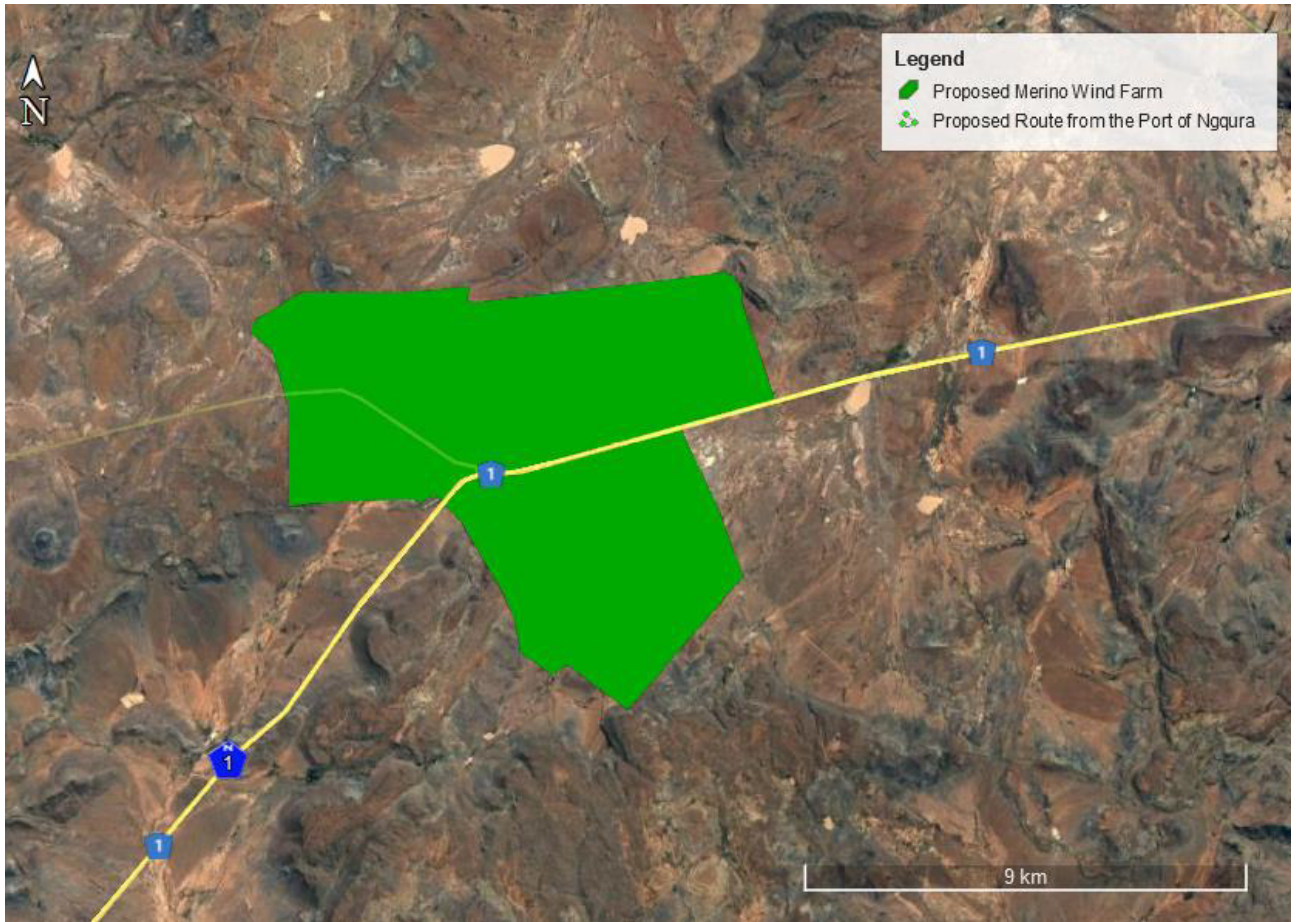 N
Legend
Proposed Merino Wind Farm
Proposed Route from the Port of Ngqura
1
1
N
1
1
9 km